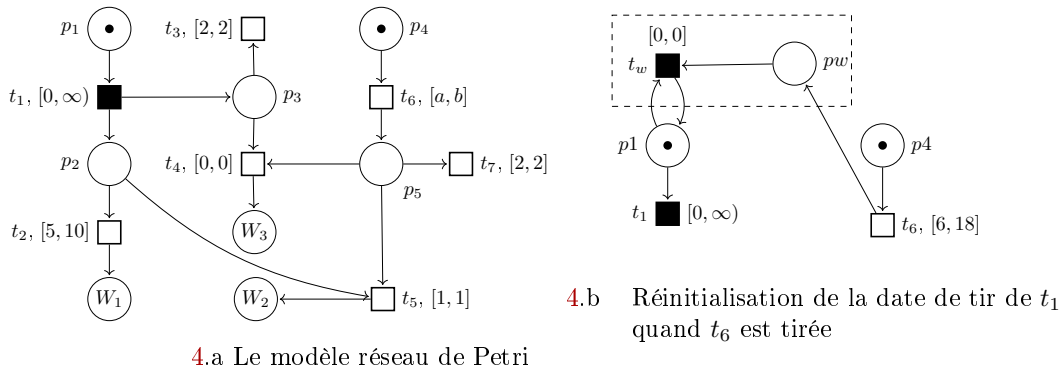 p₁
t₃, [2, 2]
p₄
t₁, [0, ∞)
p₃
t₆, [a, b]
p₂
t₄, [0, 0]
t₇, [2, 2]
p₅
t₂, [5, 10]
W₃
W₁
W₂
t₅, [1, 1]
4.a Le modèle réseau de Petri
[0, 0]
t_w
pw
p1
p4
t₁
[0, ∞)
t₆, [6, 18]
4.b Réinitialisation de la date de tir de t₁
quand t₆ est tirée